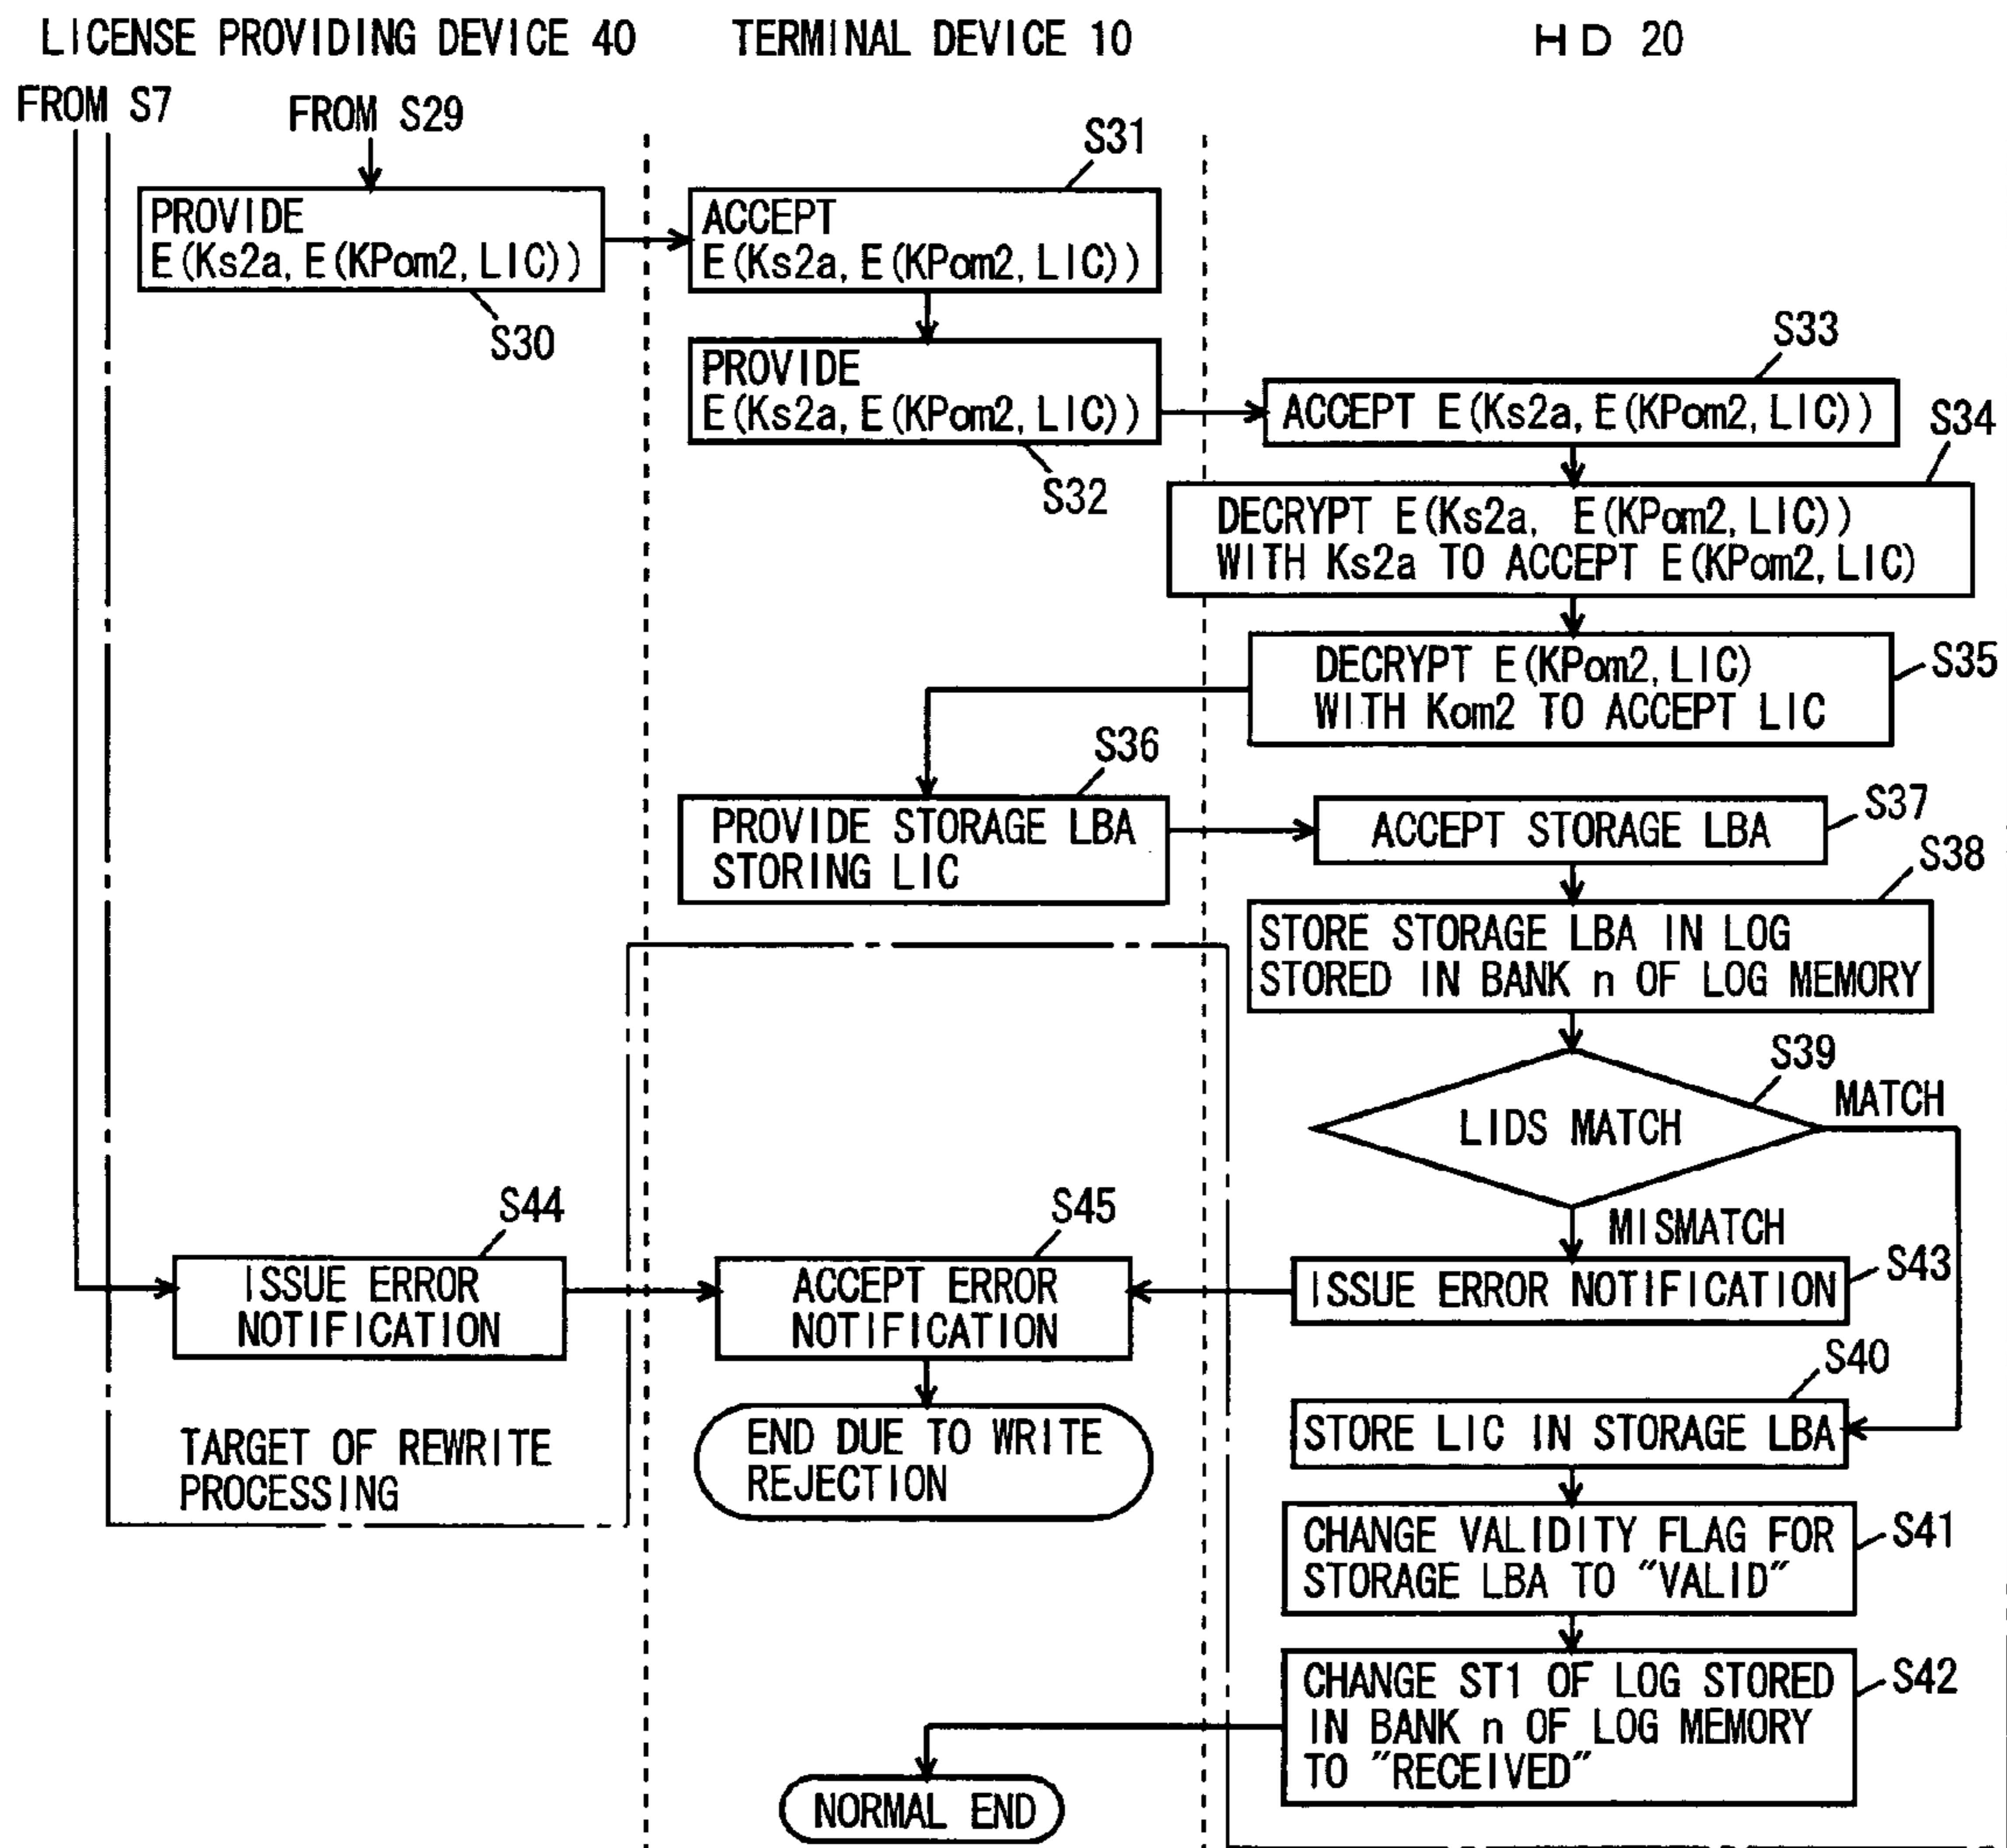 LICENSE PROVIDING DEVICE 40
TERMINAL DEVICE 10
HD 20
FROM S7
FROM S29
PROVIDE
E(Ks2a, E(KPom2, LIC))
S30
S31
ACCEPT
E(Ks2a, E(KPom2, LIC))
PROVIDE
E(Ks2a, E(KPom2, LIC))
S32
S33
ACCEPT E(Ks2a, E(KPom2, LIC))
S34
DECRYPT E(Ks2a, E(KPom2, LIC))
WITH Ks2a TO ACCEPT E(KPom2, LIC)
DECRYPT E(KPom2, LIC)
WITH Kom2 TO ACCEPT LIC
S35
S36
PROVIDE STORAGE LBA
STORING LIC
ACCEPT STORAGE LBA
S37
S38
STORE STORAGE LBA IN LOG
STORED IN BANK n OF LOG MEMORY
S39
LIDS MATCH
MATCH
MISMATCH
S44
ISSUE ERROR
NOTIFICATION
S45
ACCEPT ERROR
NOTIFICATION
ISSUE ERROR NOTIFICATION
S43
END DUE TO WRITE
REJECTION
TARGET OF REWRITE
PROCESSING
S40
STORE LIC IN STORAGE LBA
CHANGE VALIDITY FLAG FOR
STORAGE LBA TO "VALID"
S41
CHANGE ST1 OF LOG STORED
IN BANK n OF LOG MEMORY
TO "RECEIVED"
S42
NORMAL END